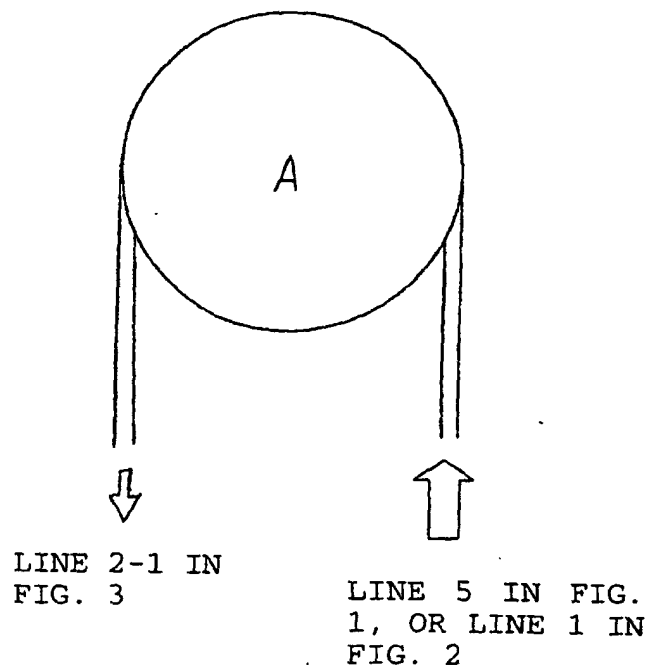 A
LINE 2-1 IN
FIG. 3
LINE 5 IN FIG.
1, OR LINE 1 IN
FIG. 2